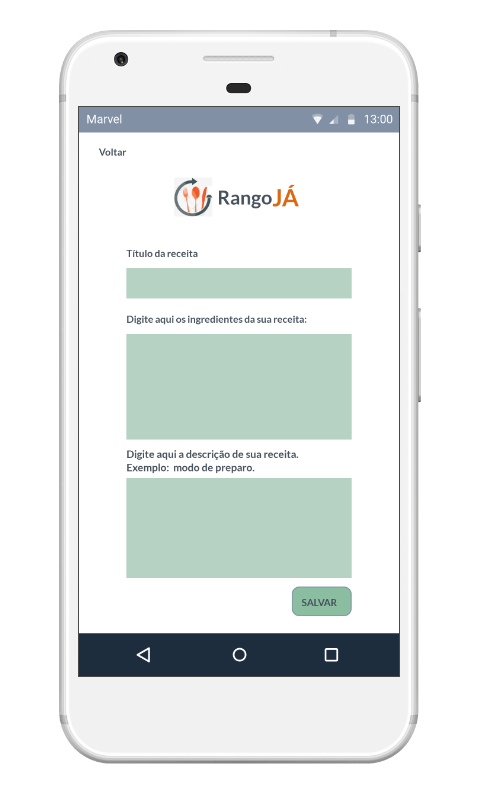 Marvel 13:00
Voltar
RangoJÁ
Título da receita
Digite aqui os ingredientes da sua receita:
Digite aqui a descrição de sua receita.
Exemplo: modo de preparo.
SALVAR